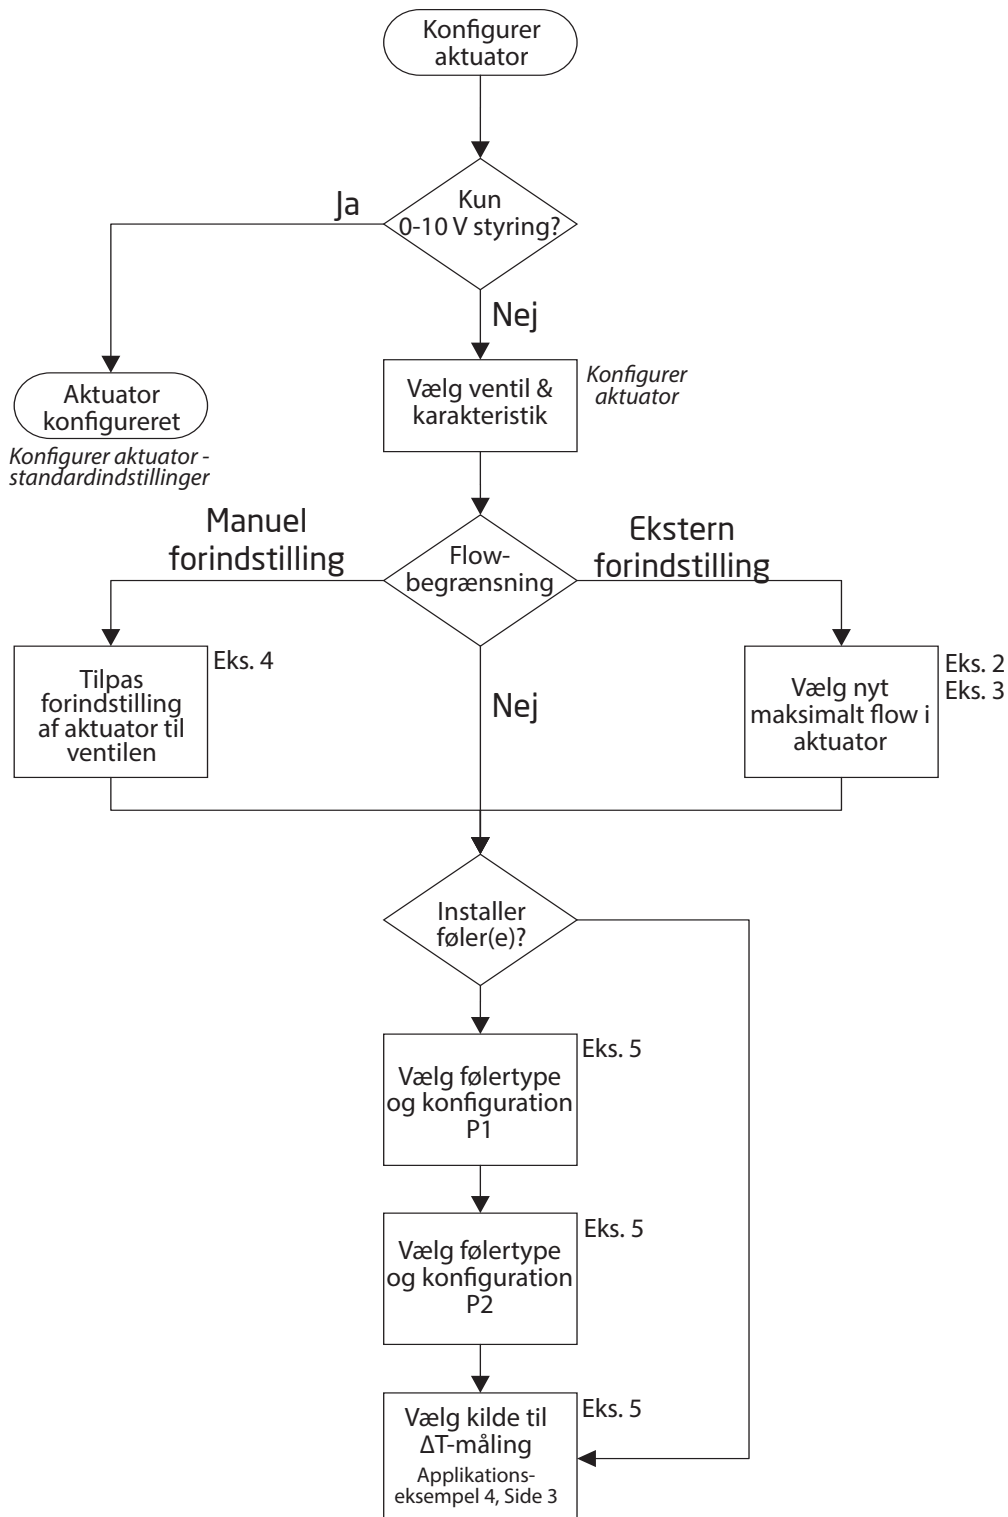 Konfigurer
aktuator
Kun
0-10 V styring?
Ja
Nej
Aktuator
konfigureret
Konfigurer aktuator -
standardindstillinger
Vælg ventil &
karakteristik
Konfigurer
aktuator
Manuel
forindstilling
Flow-
begrænsning
Ekstern
forindstilling
Tilpas
forindstilling
af aktuator til
ventilen
Eks. 4
Nej
Vælg nyt
maksimalt flow i
aktuator
Eks. 2
Eks. 3
Installer
føler(e)?
Vælg følertype
og konfiguration
P1
Eks. 5
Vælg følertype
og konfiguration
P2
Eks. 5
Vælg kilde til
ΔT-måling
Applikations-
eksempel 4, Side 3
Eks. 5